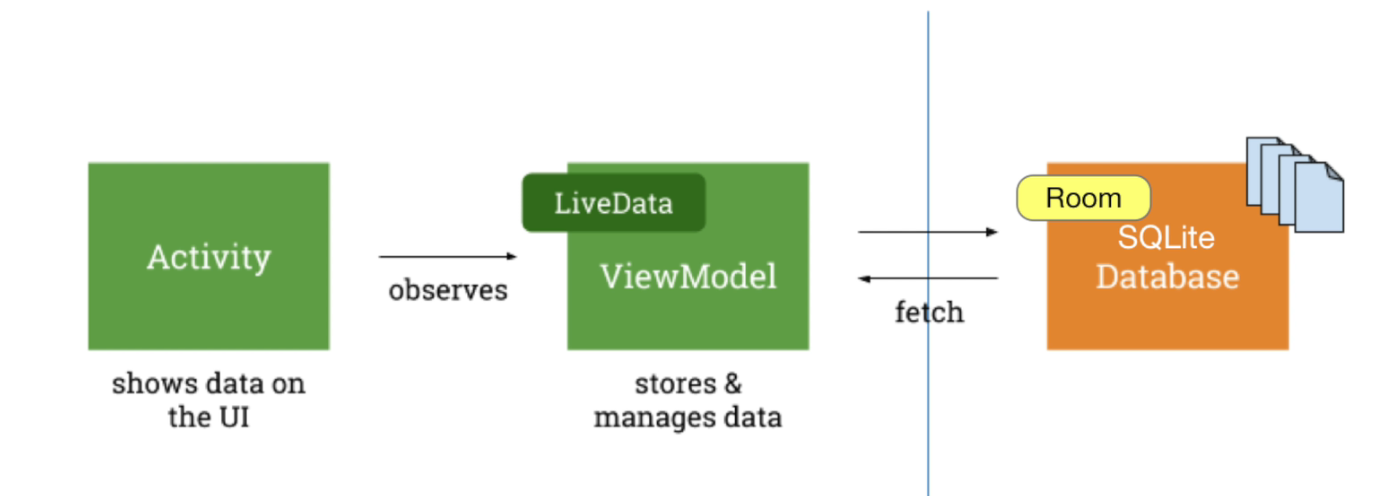 Activity
shows data on
the UI
observes
LiveData
ViewModel
stores &
manages data
fetch
Room
SQLite
Database